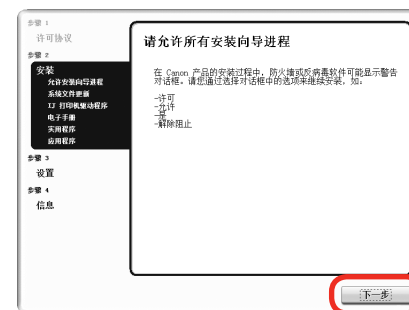 步骤 1
许可协议
步骤 2
安装
允许安装向导进程
系统文件更新
IJ 打印机驱动程序
电子手册
实用程序
应用程序
步骤 3
设置
步骤 4
信息
请允许所有安装向导进程
在 Canon 产品的安装过程中，防火墙或反病毒软件可能显示警告
对话框。请您通过选择对话框中的选项来继续安装，如：
-许可
-允许
-是
-解除阻止
下一步